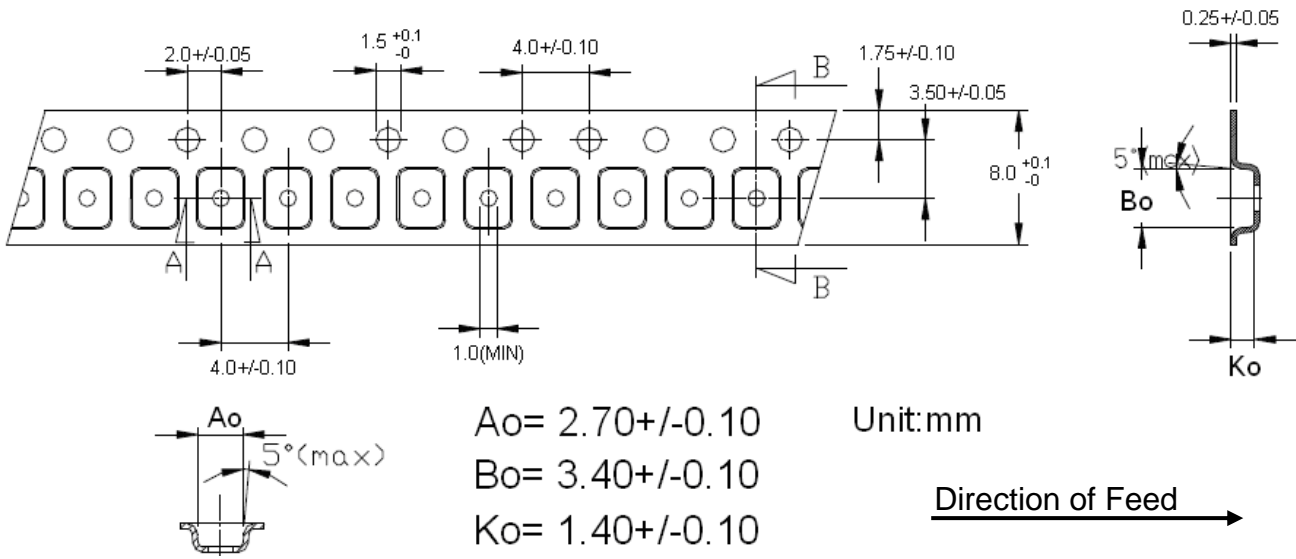 2.0+/-0.05
1.5 +0.1 -0
4.0+/-0.10
1.75+/-0.10
0.25+/-0.05
B
3.50+/-0.05
8.0 +0.1 -0
5°(max)
Bo
A A
B
4.0+/-0.10
1.0(MIN)
Ko
Ao
5°(max)
Ao= 2.70+/-0.10
Bo= 3.40+/-0.10
Ko= 1.40+/-0.10
Unit:mm
Direction of Feed